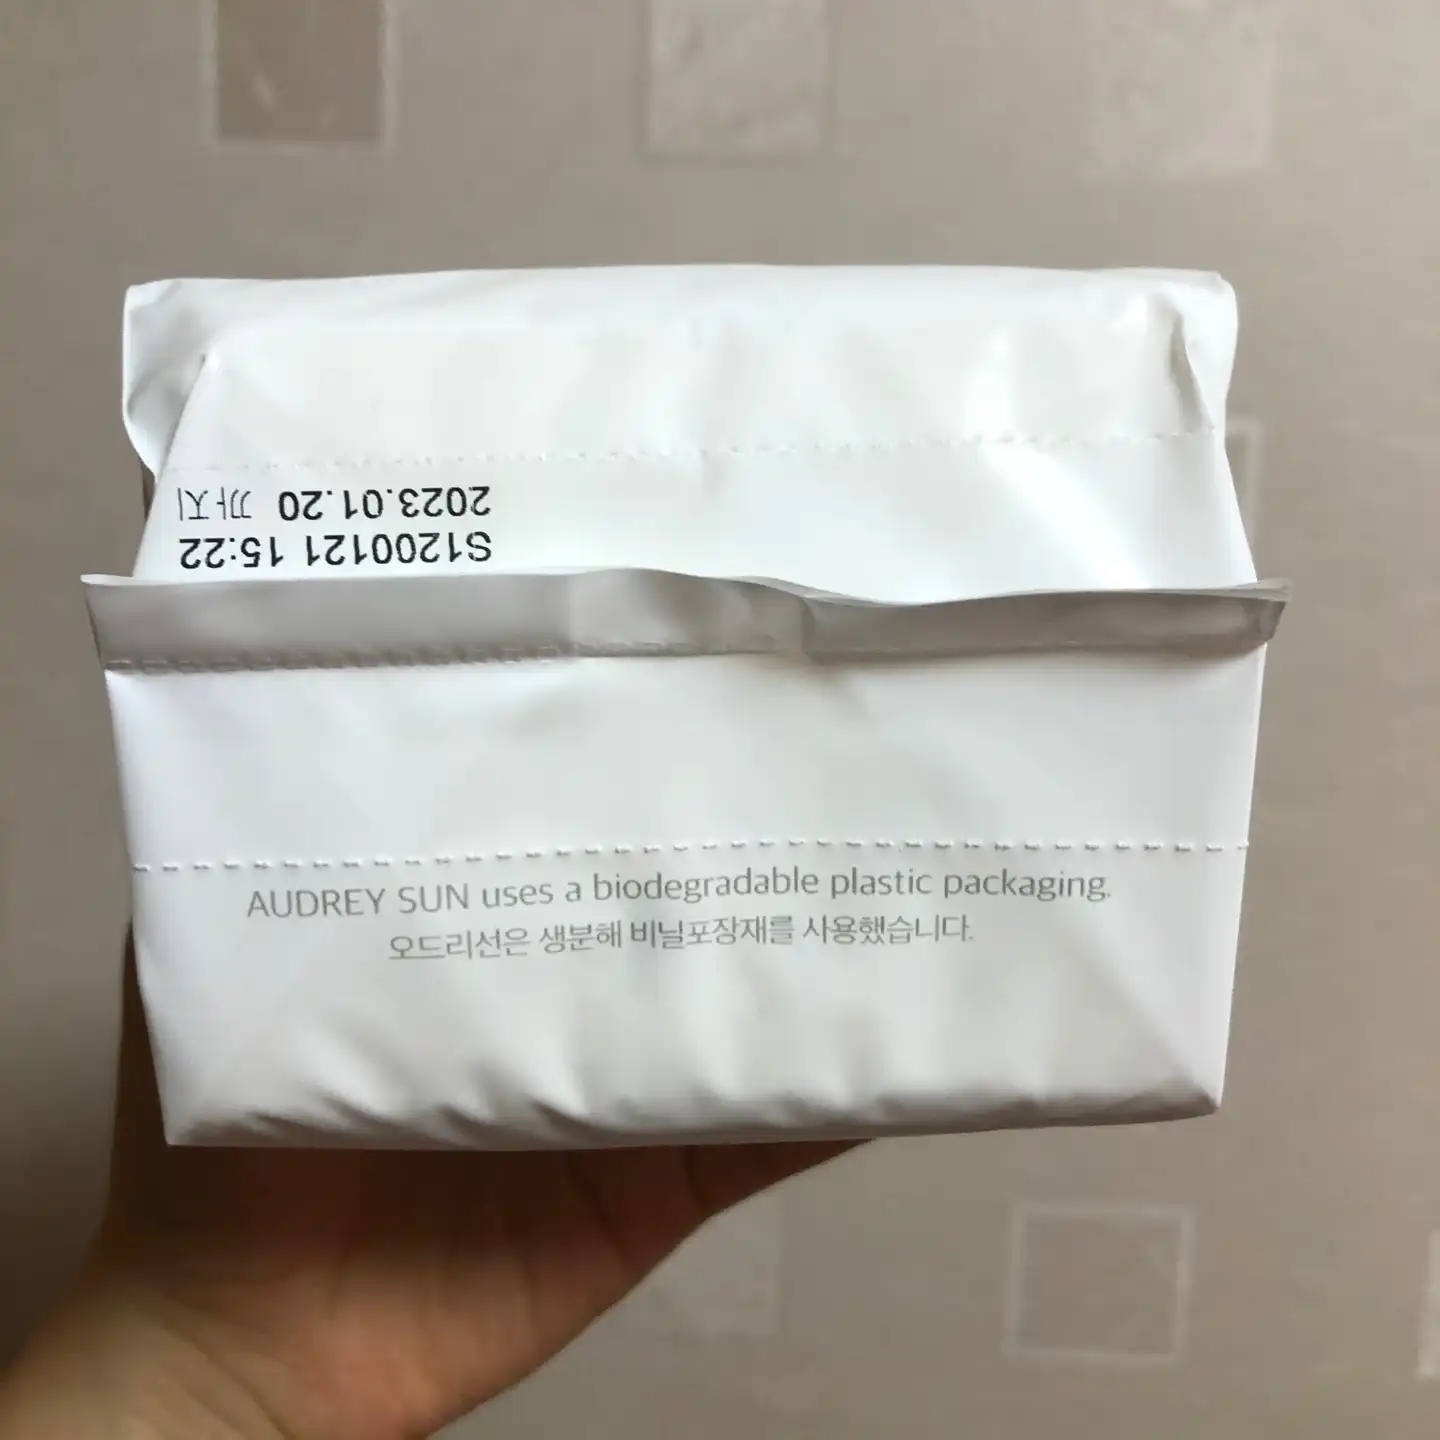 S1200121 15:22
2023.01.20 까지
AUDREY SUN uses a biodegradable plastic packaging.
오드리선은 생분해 비닐포장재를 사용했습니다.